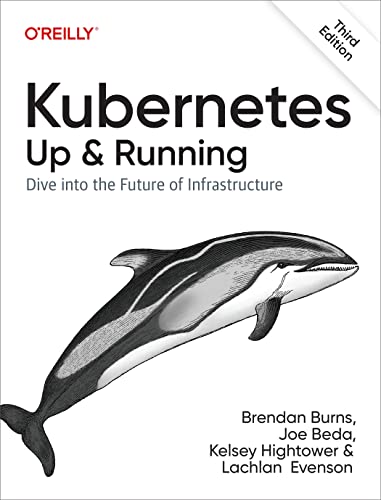 O'REILLY®
Third
Edition
Kubernetes
Up & Running
Dive into the Future of Infrastructure
Brendan Burns,
Joe Beda,
Kelsey Hightower &
Lachlan Evenson